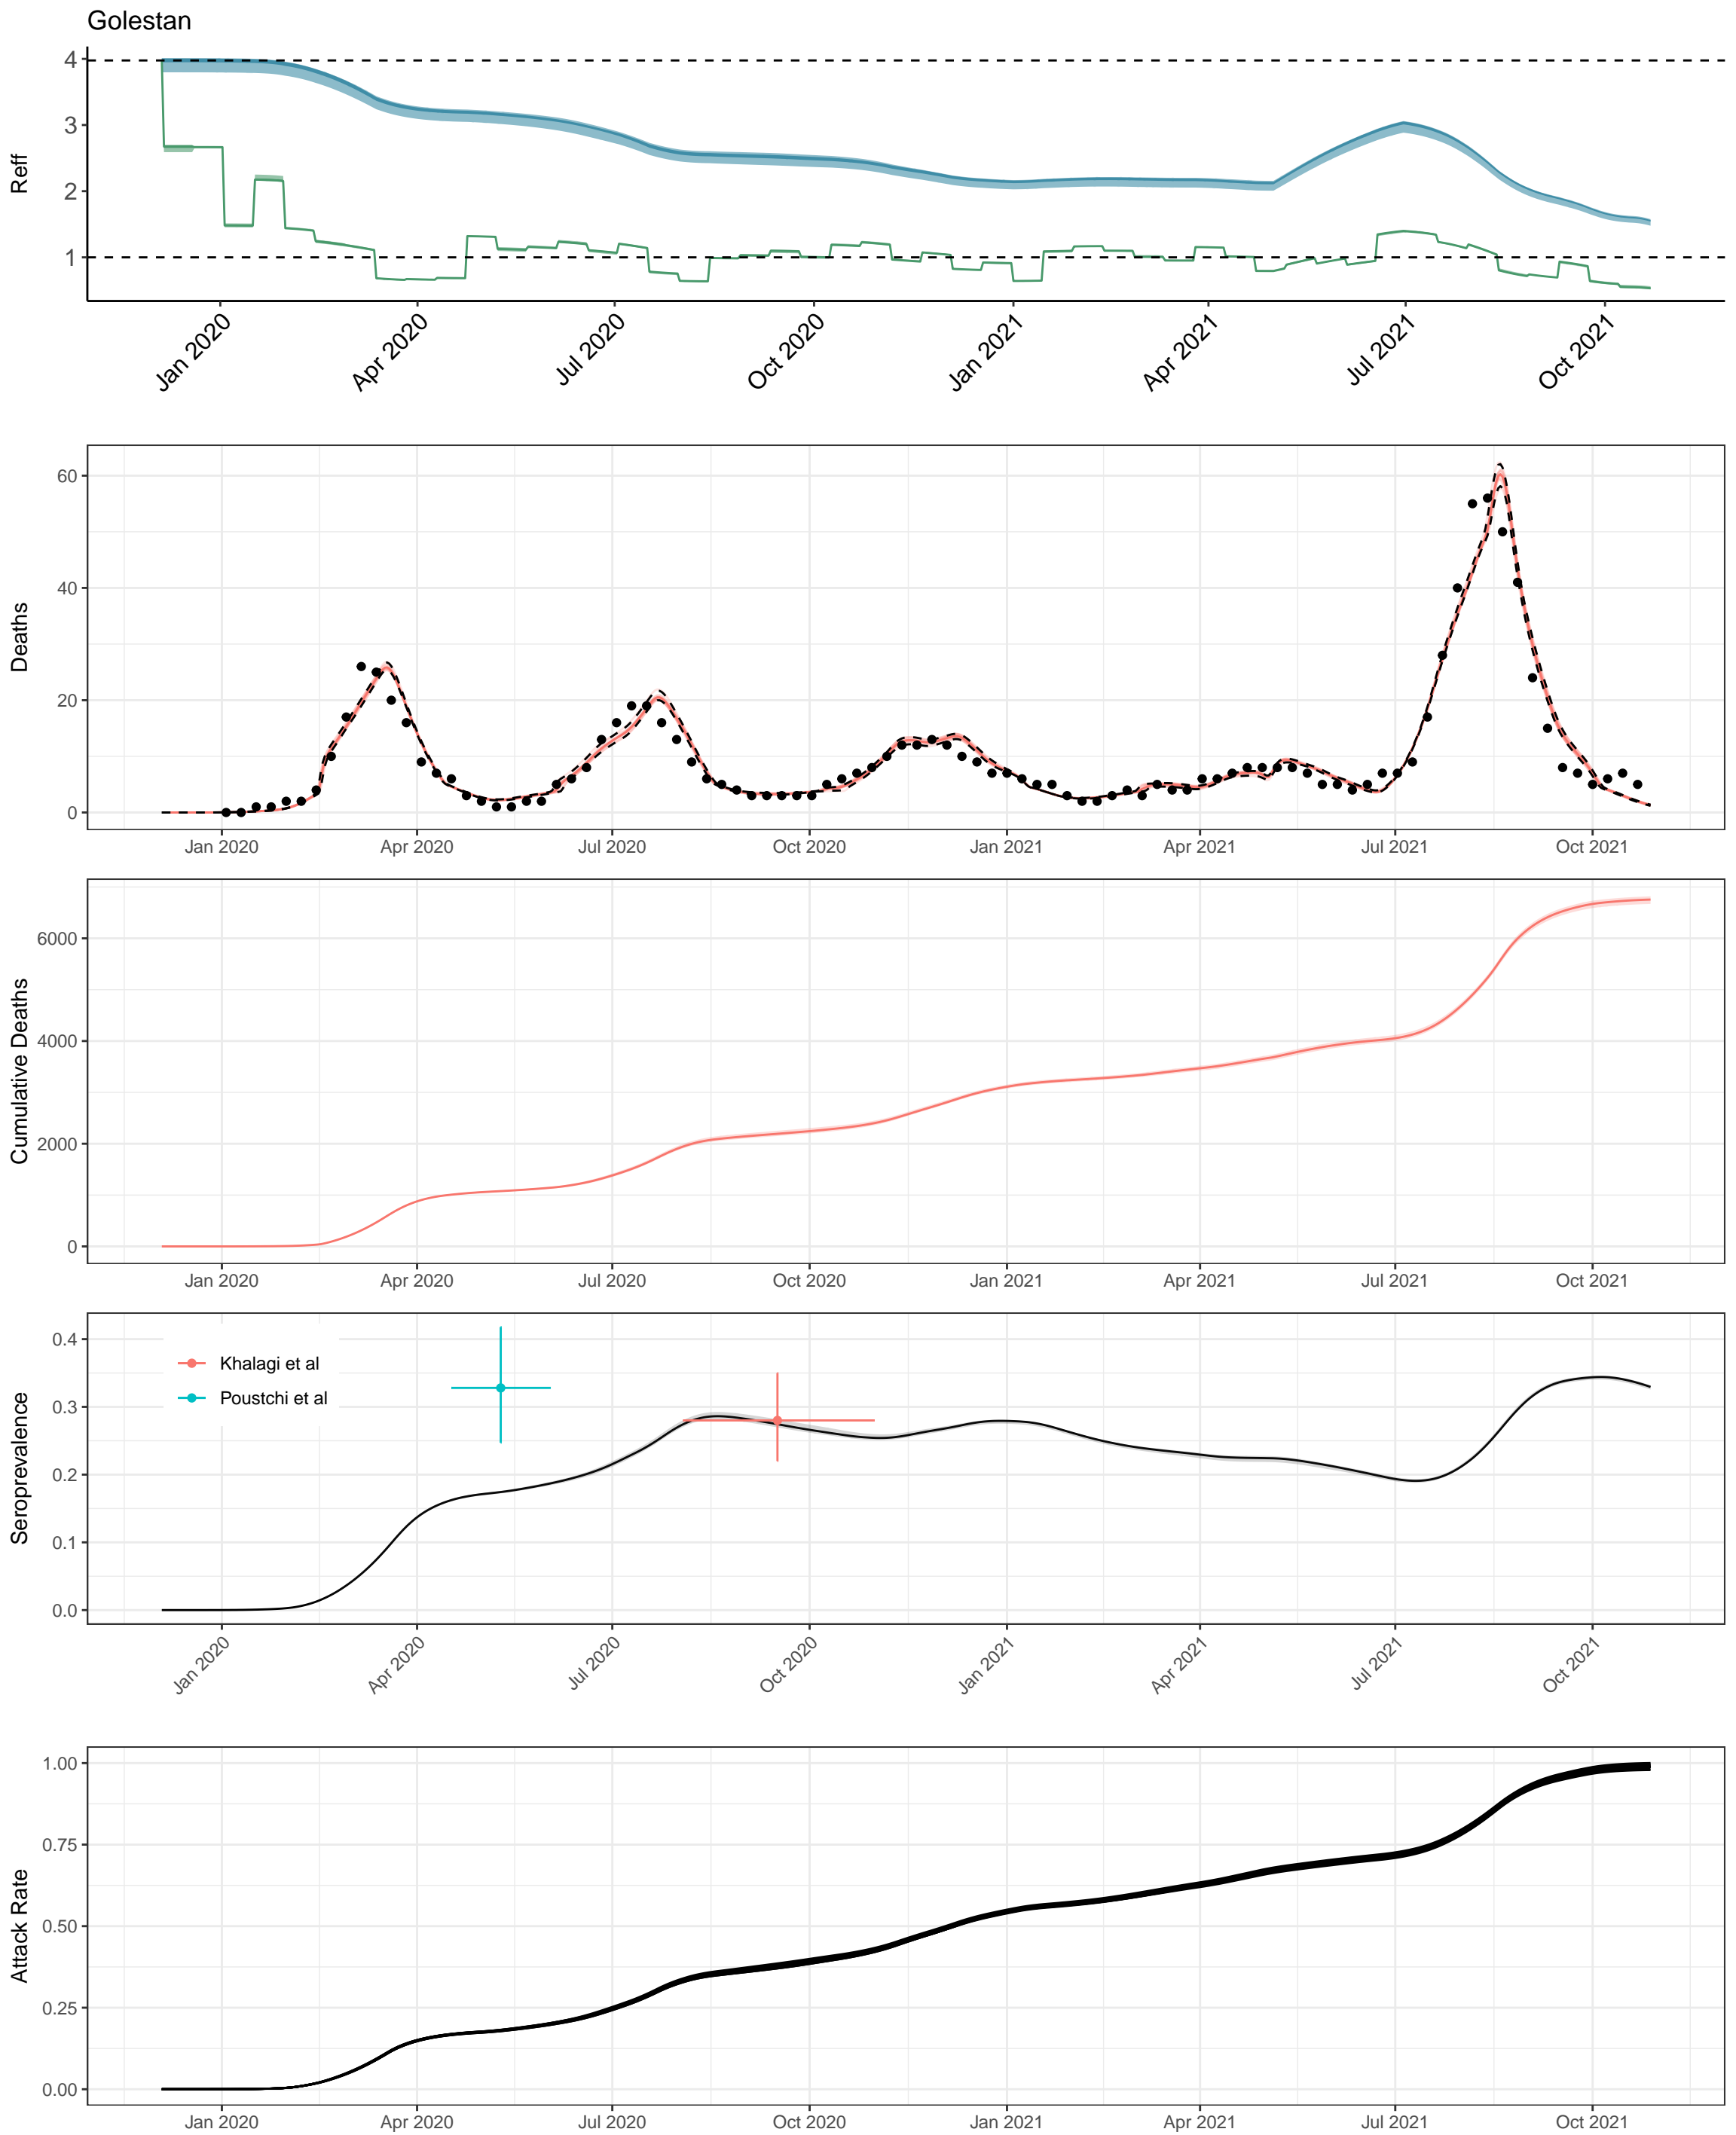 Golestan
Reff
4
3
2
1
Jan 2020 Apr 2020 Jul 2020 Oct 2020 Jan 2021 Apr 2021 Jul 2021 Oct 2021
Deaths
60
40
20
0
Jan 2020 Apr 2020 Jul 2020 Oct 2020 Jan 2021 Apr 2021 Jul 2021 Oct 2021
Cumulative Deaths
6000
4000
2000
0
Jan 2020 Apr 2020 Jul 2020 Oct 2020 Jan 2021 Apr 2021 Jul 2021 Oct 2021
Seroprevalence
0.4
0.3
0.2
0.1
0.0
Khalagi et al
Poustchi et al
Jan 2020 Apr 2020 Jul 2020 Oct 2020 Jan 2021 Apr 2021 Jul 2021 Oct 2021
Attack Rate
1.00
0.75
0.50
0.25
0.00
Jan 2020 Apr 2020 Jul 2020 Oct 2020 Jan 2021 Apr 2021 Jul 2021 Oct 2021